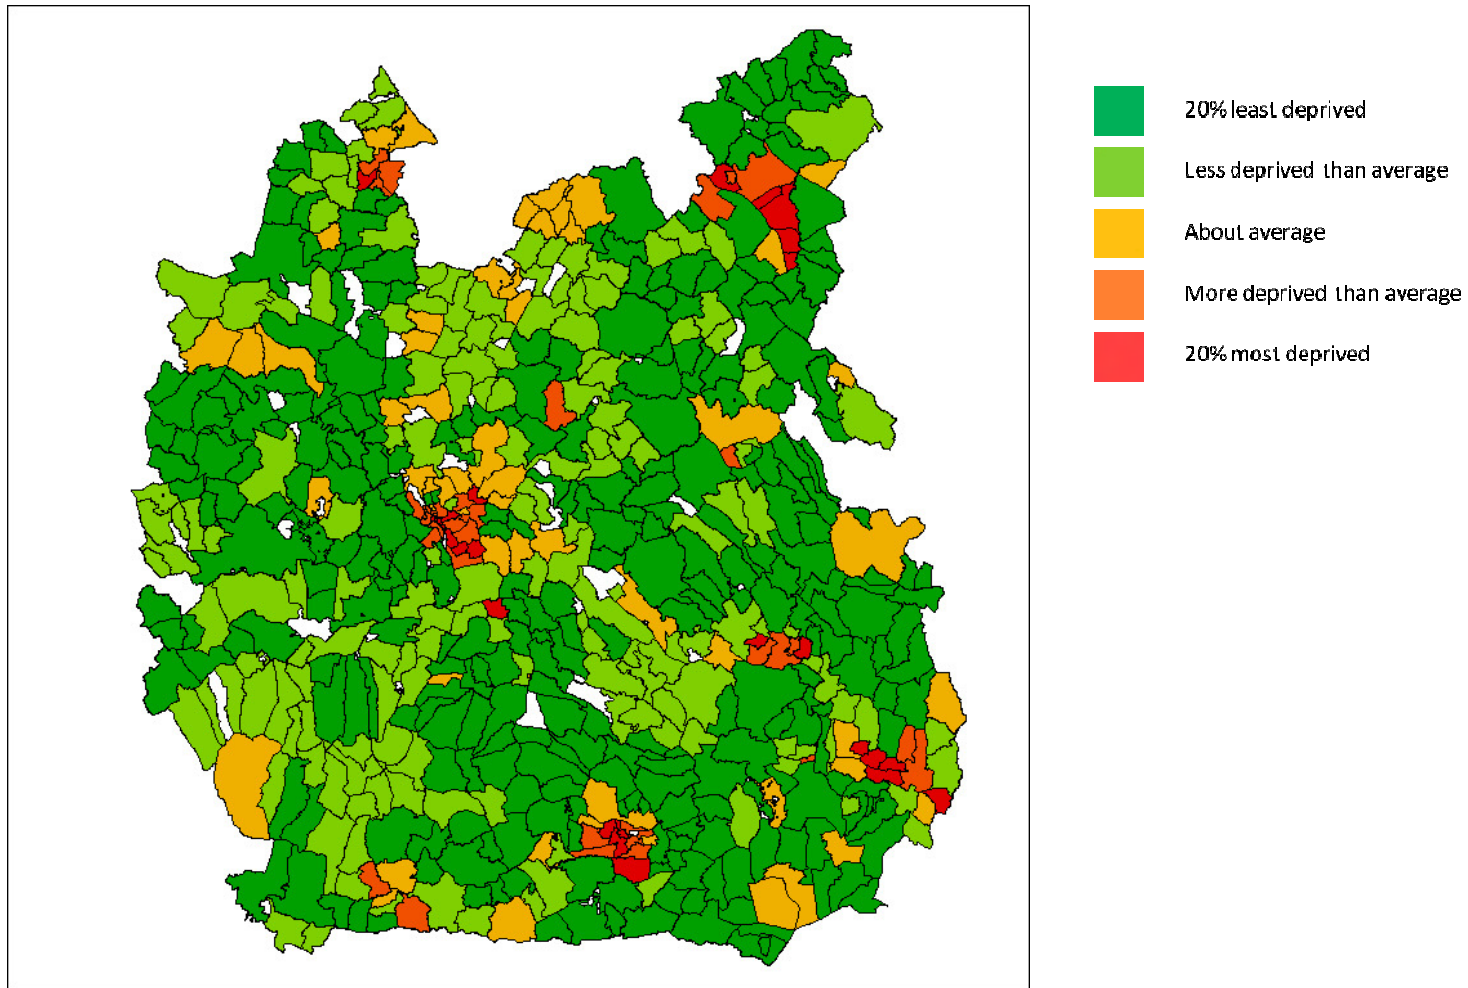 20% least deprived
Less deprived than average
About average
More deprived than average
20% most deprived